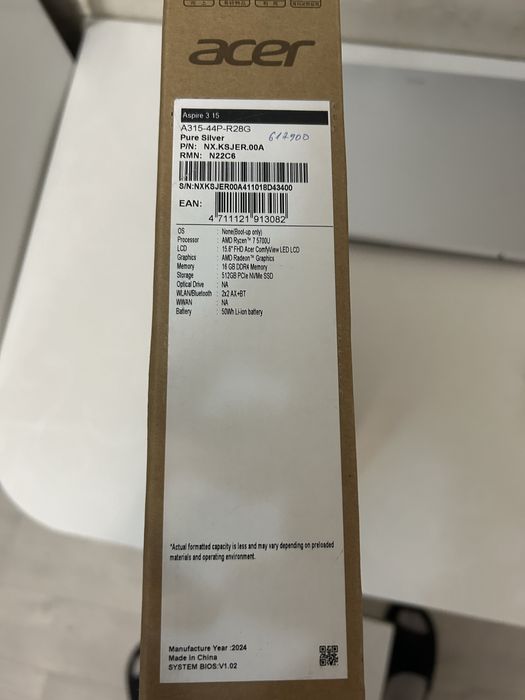 acer
Aspire 3 15
A315-44P-R28G
Pure Silver
612900
P/N: NX.KSJER.00A
RMN: N22C6
S/N:NXKSJER00A411018D43400
EAN:
4 711121 913082
OS : None(Boot-up only)
Processor : AMD Ryzen™ 7 5700U
LCD : 15.6" FHD Acer ComfyView LED LCD
Graphics : AMD Radeon™ Graphics
Memory : 16 GB DDR4 Memory
Storage : 512GB PCIe NVMe SSD
Optical Drive : NA
WLAN/Bluetooth : 2x2 AX+BT
WWAN : NA
Battery : 50Wh Li-ion battery
*Actual formatted capacity is less and may vary depending on preloaded
materials and operating environment.
Manufacture Year :2024
Made in China
SYSTEM BIOS:V1.02